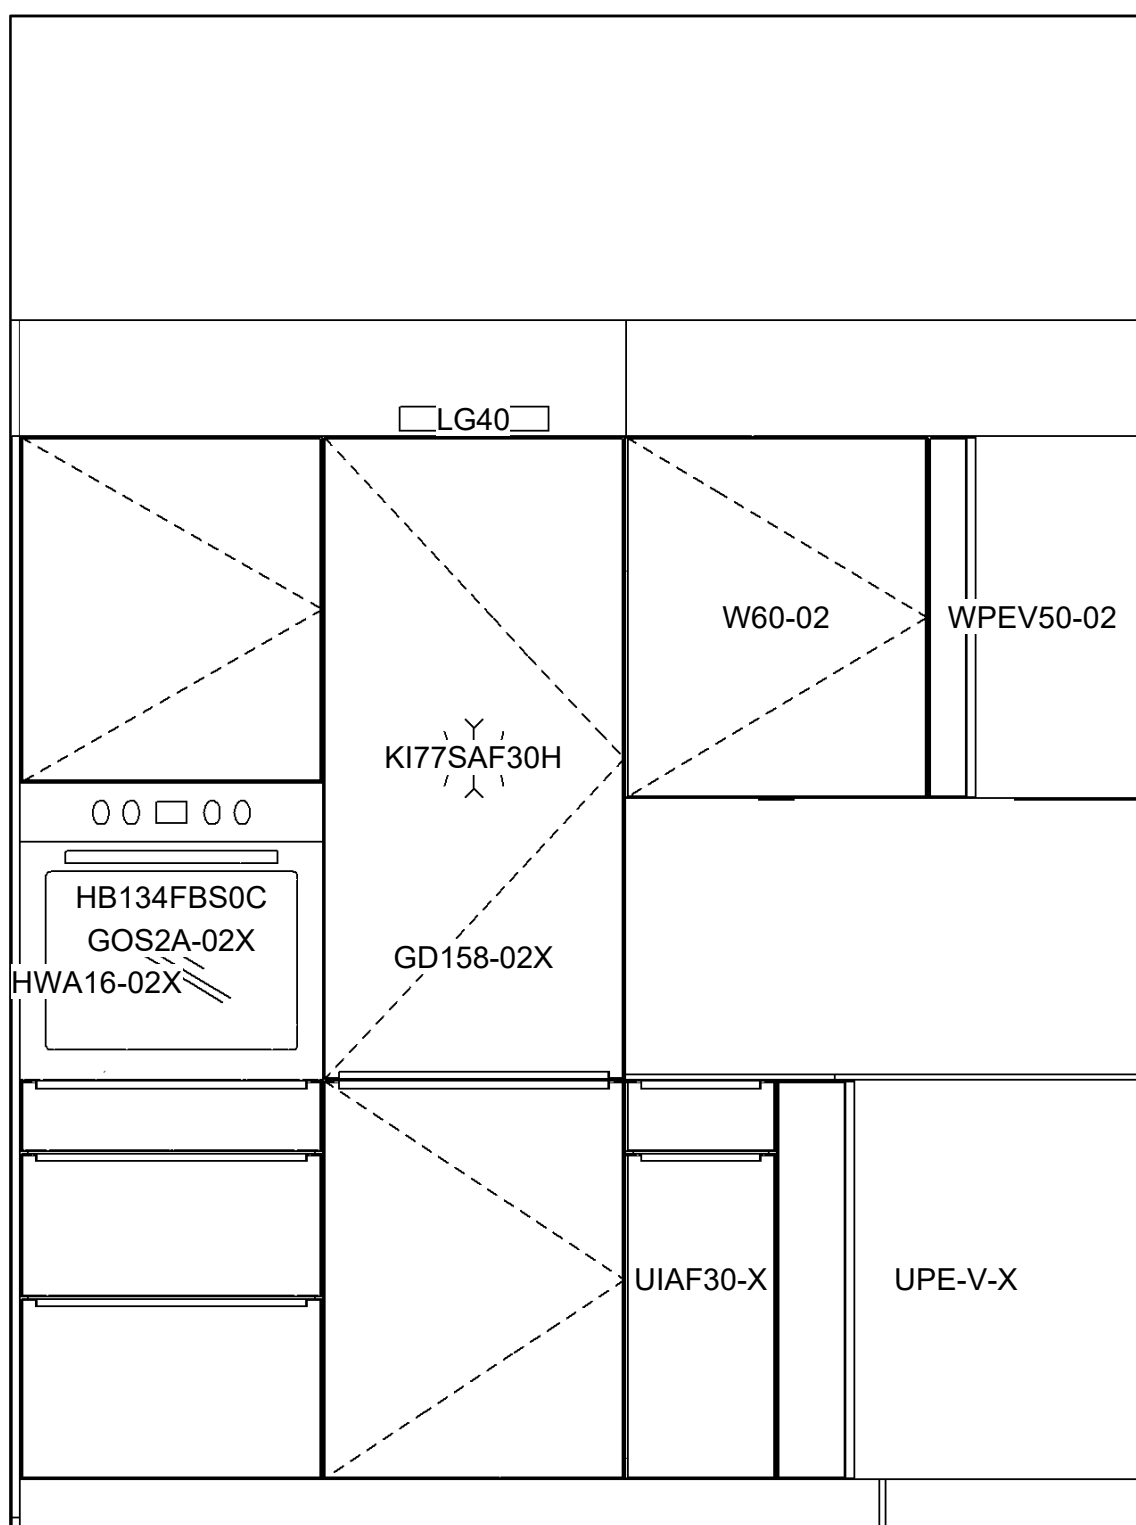 LG40
W60-02
WPEV50-02
KI77SAF30H
HB134FBS0C
GOS2A-02X
HWA16-02X
GD158-02X
UIAF30-X
UPE-V-X